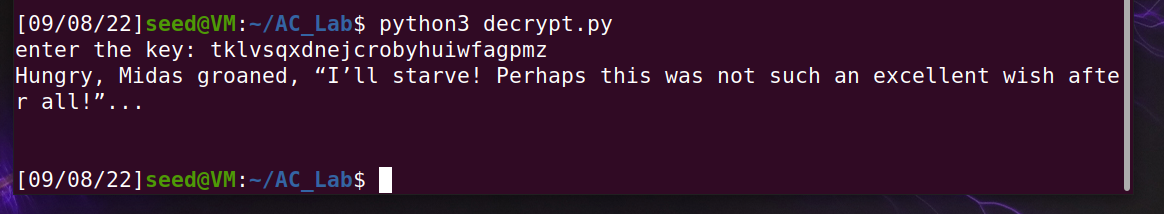 [09/08/22]seed@VM:~/AC_Lab$ python3 decrypt.py
enter the key: tklvsqxdnejcrobyhuiwfagpmz
Hungry, Midas groaned, “I’ll starve! Perhaps this was not such an excellent wish afte
r all!”...
[09/08/22]seed@VM:~/AC_Lab$